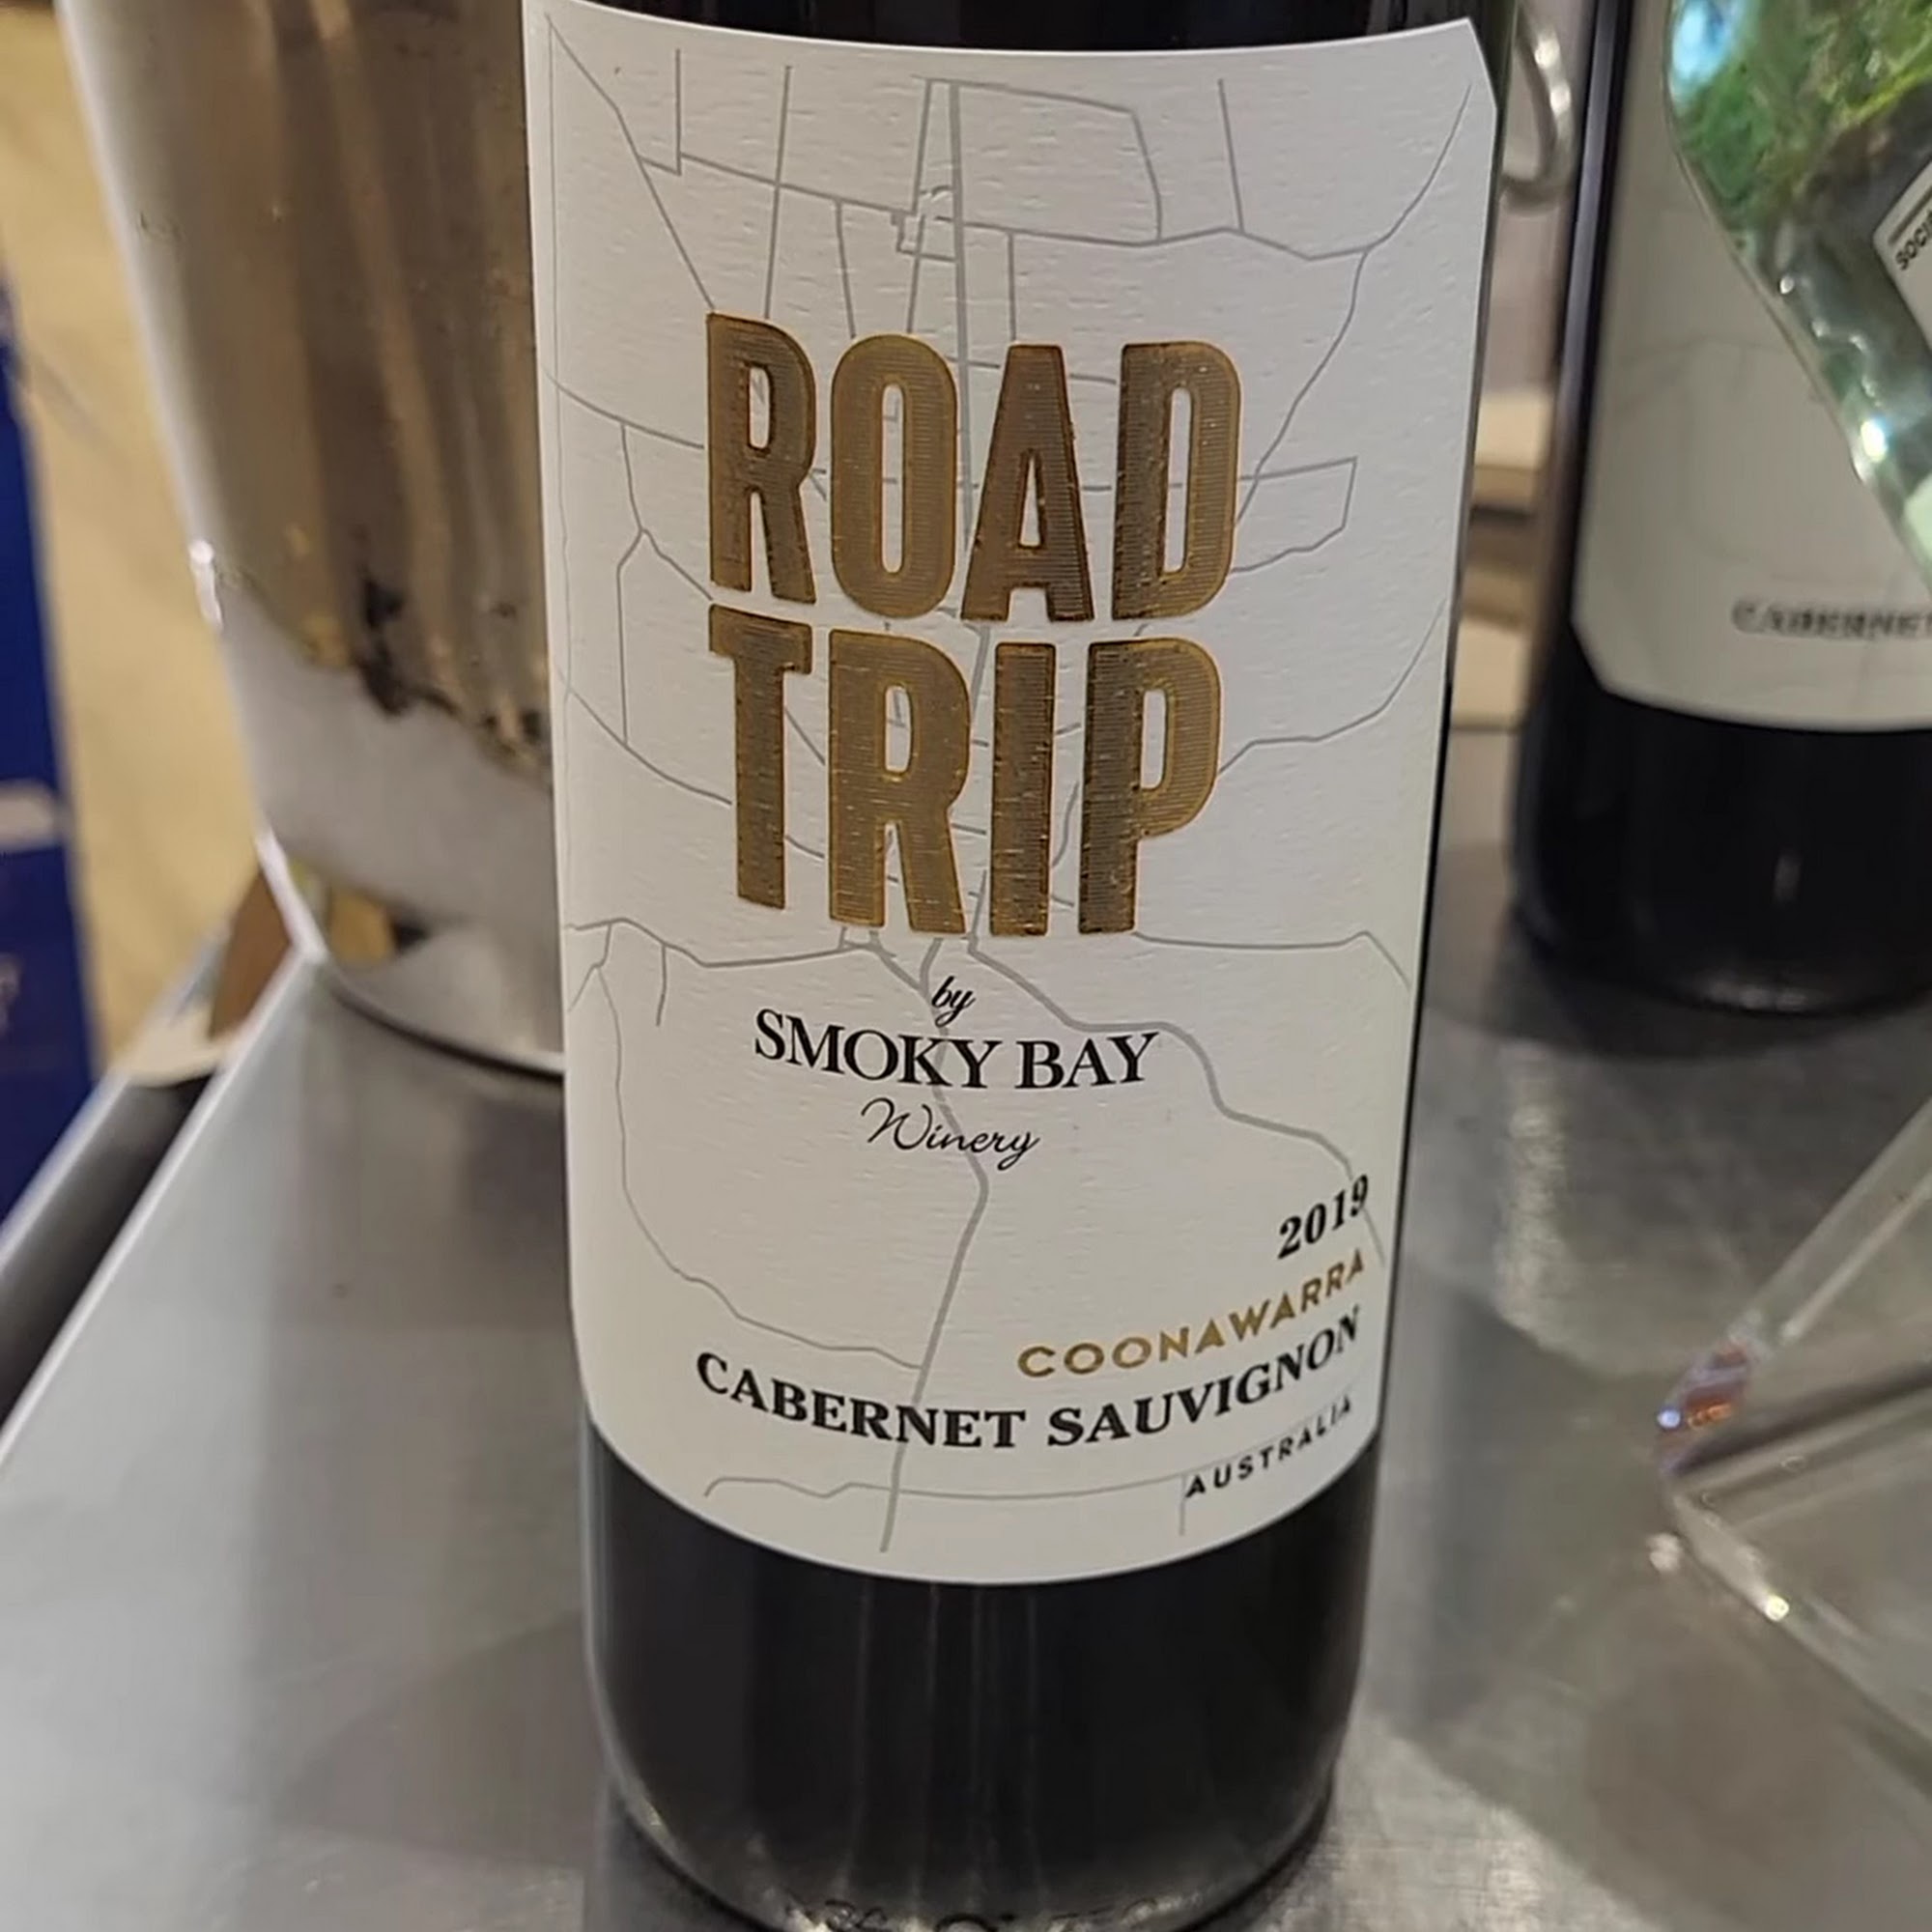 ROAD
TRIP
by
SMOKY BAY
Winery
2019
COONAWARRA
CABERNET SAUVIGNON
AUSTRALIA
CABERNET